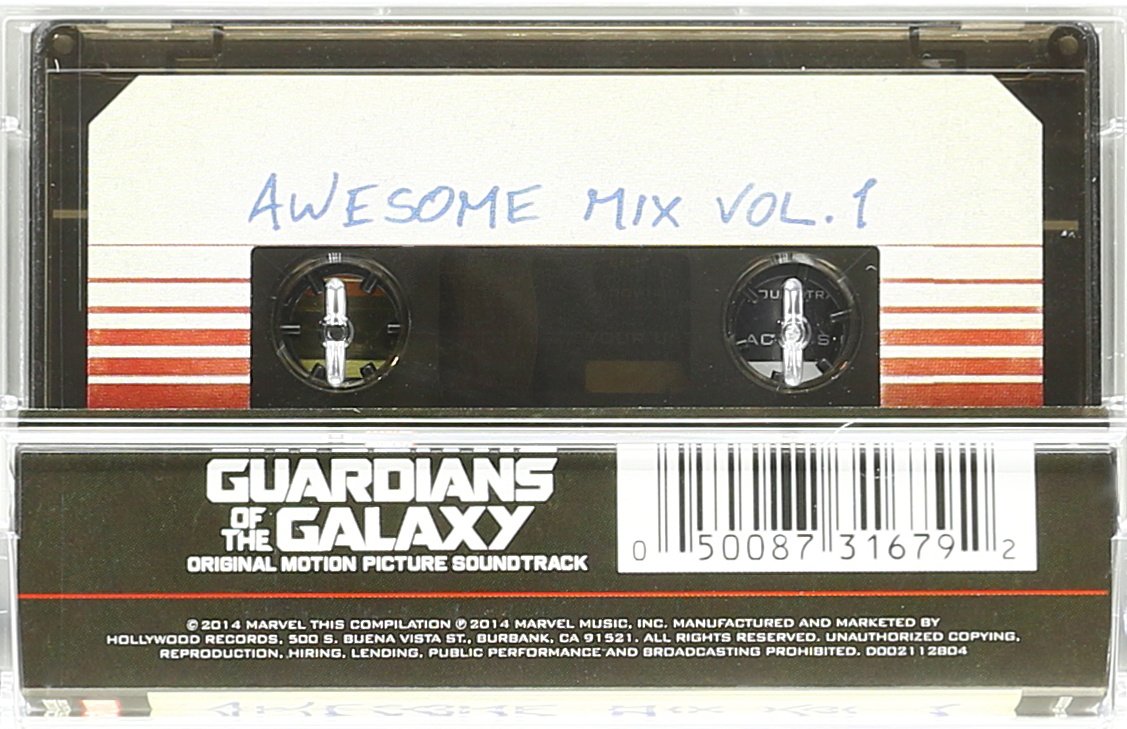 AWESOME MIX VOL. 1
GUARDIANS
OF THE GALAXY
ORIGINAL MOTION PICTURE SOUNDTRACK
0 50087 31679 2
© 2014 MARVEL THIS COMPILATION ℗ 2014 MARVEL MUSIC, INC. MANUFACTURED AND MARKETED BY
HOLLYWOOD RECORDS, 500 S. BUENA VISTA ST., BURBANK, CA 91521. ALL RIGHTS RESERVED. UNAUTHORIZED COPYING,
REPRODUCTION, HIRING, LENDING, PUBLIC PERFORMANCE AND BROADCASTING PROHIBITED. D002112804